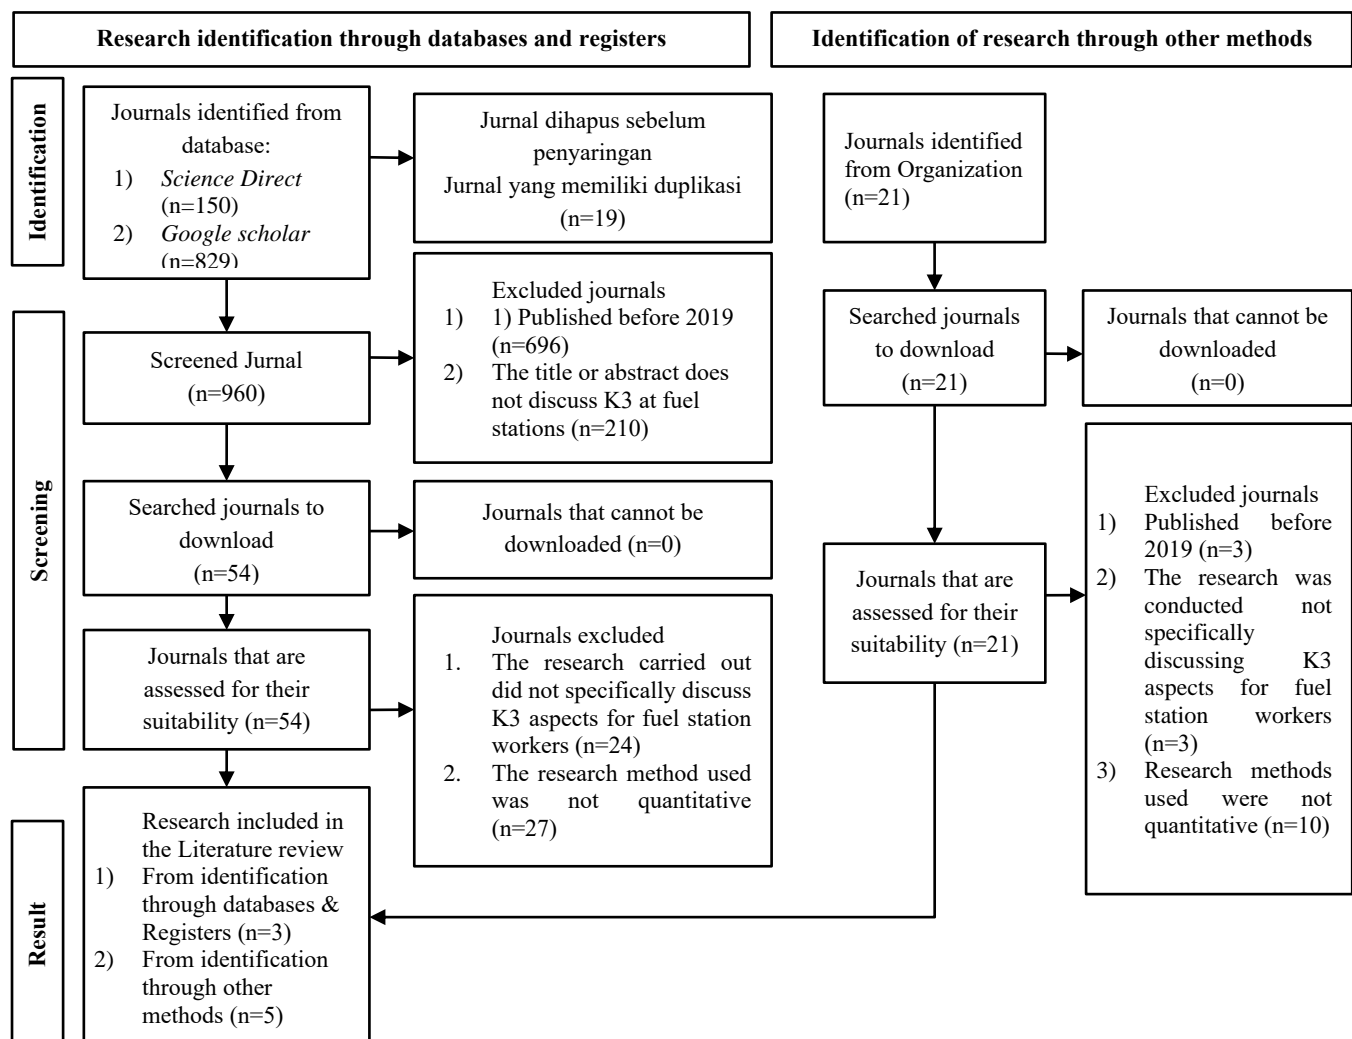 Research identification through databases and registers
Identification of research through other methods
Identification
Journals identified from
database:
1) Science Direct
(n=150)
2) Google scholar
(n=829)
Jurnal dihapus sebelum
penyaringan
Jurnal yang memiliki duplikasi
(n=19)
Journals identified
from Organization
(n=21)
Screening
Screened Jurnal
(n=960)
Excluded journals
1) 1) Published before 2019
(n=696)
2) The title or abstract does
not discuss K3 at fuel
stations (n=210)
Searched journals
to download
(n=21)
Journals that cannot be
downloaded
(n=0)
Searched journals to
download
(n=54)
Journals that cannot be
downloaded (n=0)
Journals that are
assessed for their
suitability (n=54)
Journals excluded
1. The research carried out
did not specifically discuss
K3 aspects for fuel station
workers (n=24)
2. The research method used
was not quantitative
(n=27)
Journals that are
assessed for their
suitability (n=21)
Excluded journals
1) Published before
2019 (n=3)
2) The research was
conducted not
specifically
discussing K3
aspects for fuel
station workers
(n=3)
3) Research methods
used were not
quantitative (n=10)
Result
Research included in
the Literature review
1) From identification
through databases &
Registers (n=3)
2) From identification
through other
methods (n=5)